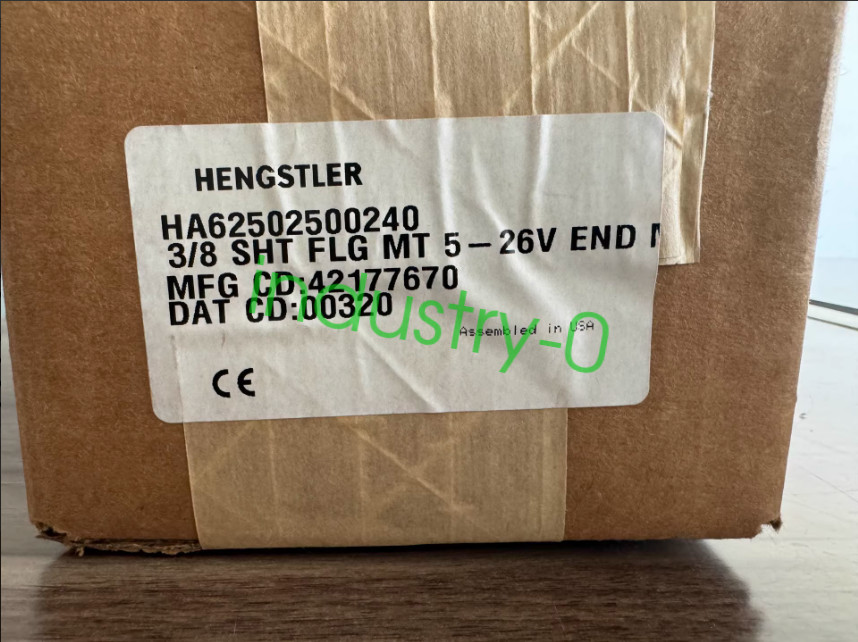 HENGSTLER
HA62502500240
3/8 SHT FLG MT 5-26V END
MFG CD:42177670
DAT CD:00320
Assembled in USA
CE
industry-0